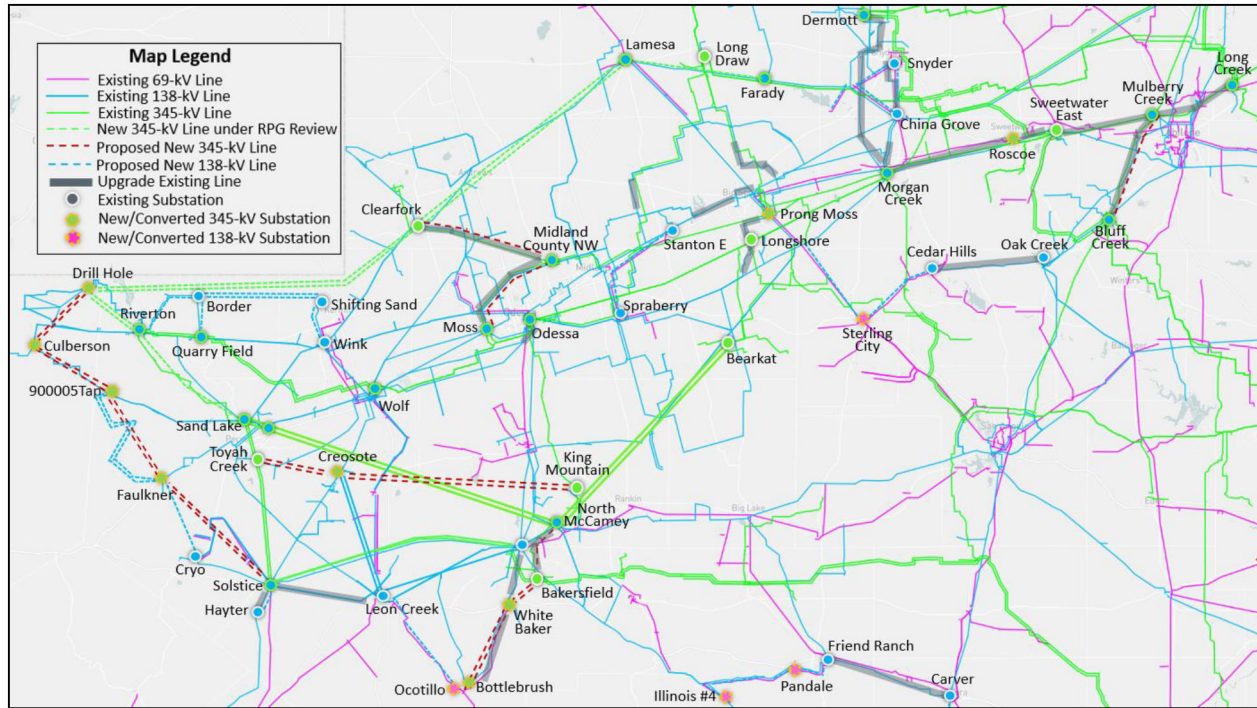 Map Legend
Existing 69-kV Line
Existing 138-kV Line
Existing 345-kV Line
New 345-kV Line under RPG Review
Proposed New 345-kV Line
Proposed New 138-kV Line
Upgrade Existing Line
Existing Substation
New/Converted 345-kV Substation
New/Converted 138-kV Substation
Dermott
Lamesa
Long
Draw
Farady
Snyder
China Grove
Long
Creek
Mulberry
Creek
Sweetwater
East
Roscoe
Morgan
Creek
Clearfork
Midland
County NW
Stanton E
Prong Moss
Longshore
Cedar Hills
Oak Creek
Bluff
Creek
Drill Hole
Riverton
Border
Shifting Sand
Culberson
Quarry Field
Wink
Moss
Odessa
Spraberry
Bearkat
Sterling
City
900005Tap
Wolf
Sand Lake
Toyah
Creek
Creosote
King
Mountain
Rankin
Big Lake
North
McCamey
Faulkner
Cryo
Solstice
Hayter
Leon Creek
Bakersfield
White
Baker
Ocotillo
Bottlebrush
Friend Ranch
Pandale
Illinois #4
Carver